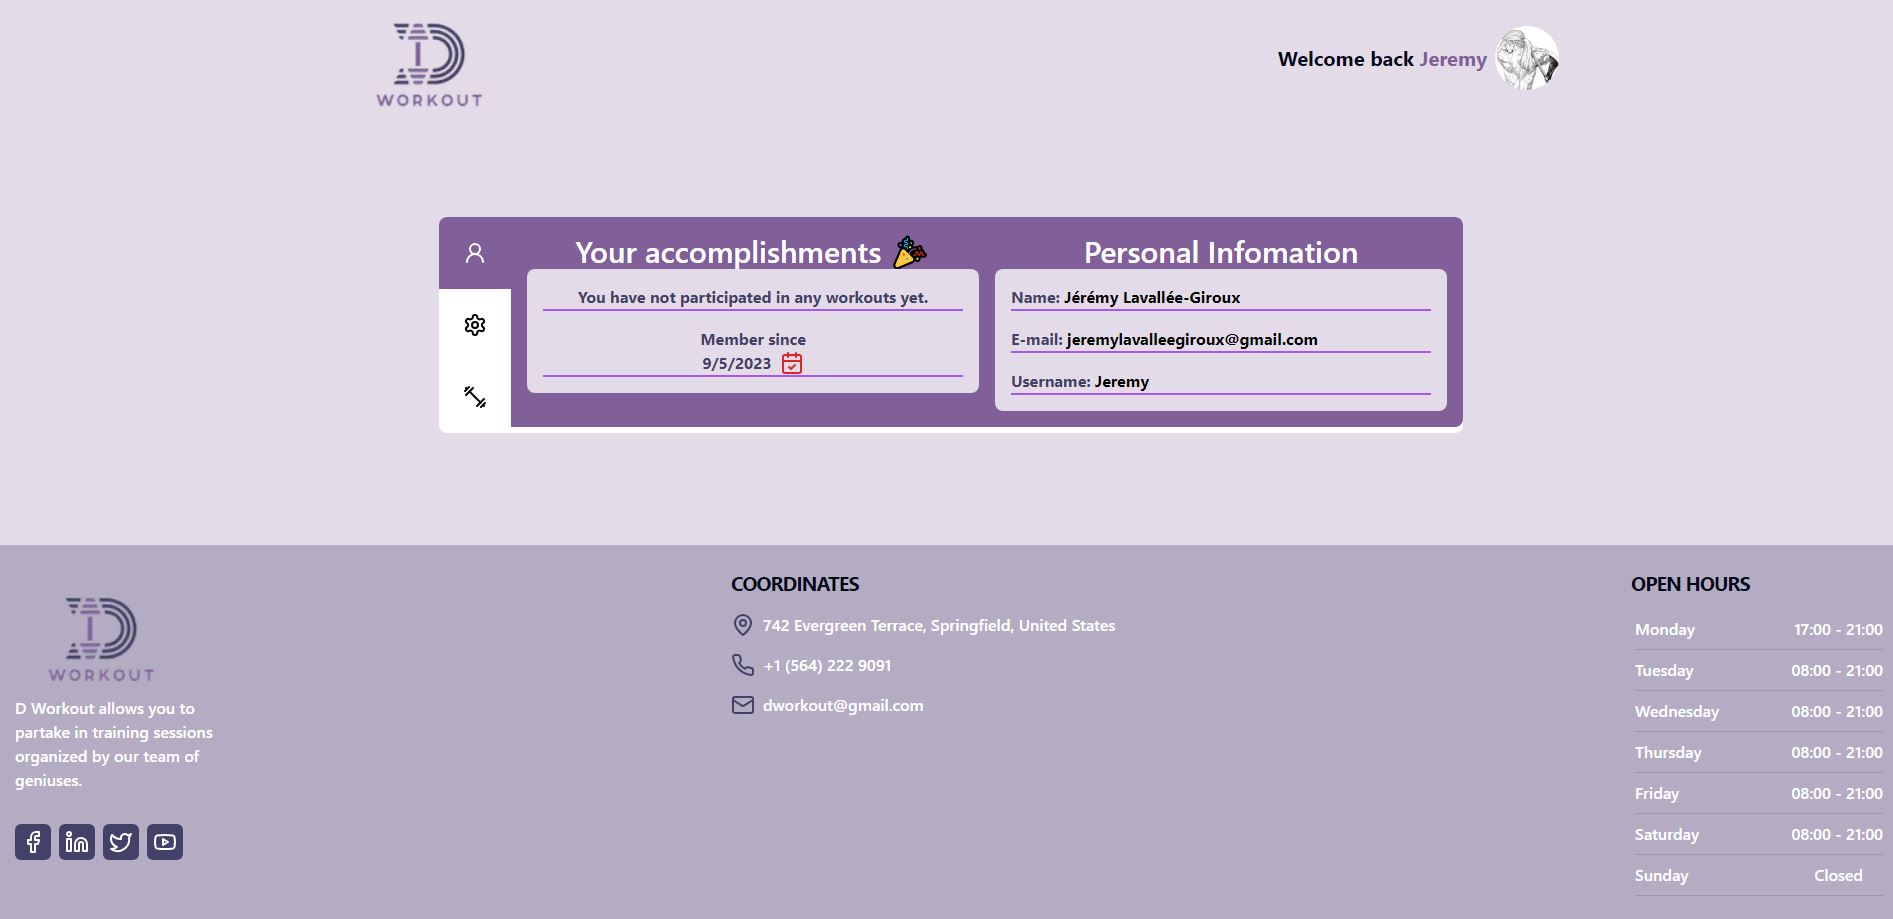 D
WORKOUT
Welcome back Jeremy
Your accomplishments
You have not participated in any workouts yet.
Member since
9/5/2023
Personal Infomation
Name: Jérémy Lavallée-Giroux
E-mail: jeremylavalleegiroux@gmail.com
Username: Jeremy
D
WORKOUT
D Workout allows you to
partake in training sessions
organized by our team of
geniuses.
COORDINATES
742 Evergreen Terrace, Springfield, United States
+1 (564) 222 9091
dworkout@gmail.com
OPEN HOURS
Monday 17:00 - 21:00
Tuesday 08:00 - 21:00
Wednesday 08:00 - 21:00
Thursday 08:00 - 21:00
Friday 08:00 - 21:00
Saturday 08:00 - 21:00
Sunday Closed